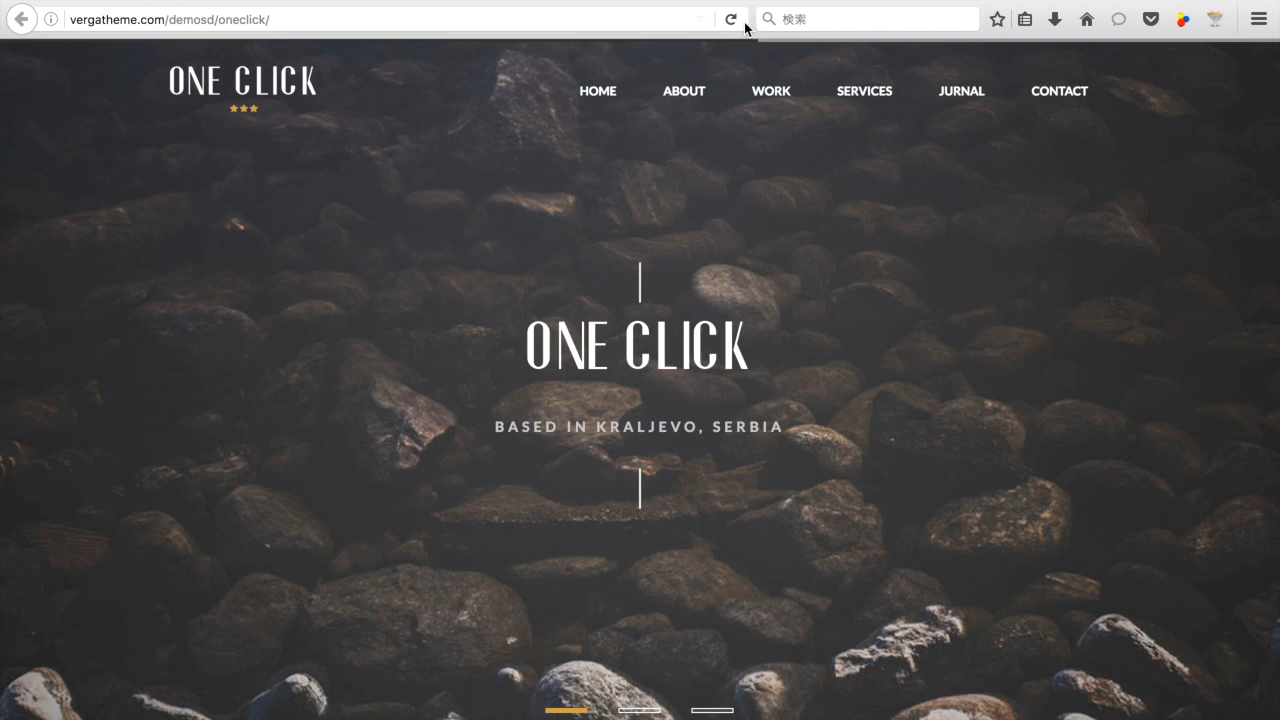 vergatheme.com/demosd/oneclick/
検索
ONE CLICK
HOME ABOUT WORK SERVICES JURNAL CONTACT
ONE CLICK
BASED IN KRALJEVO, SERBIA